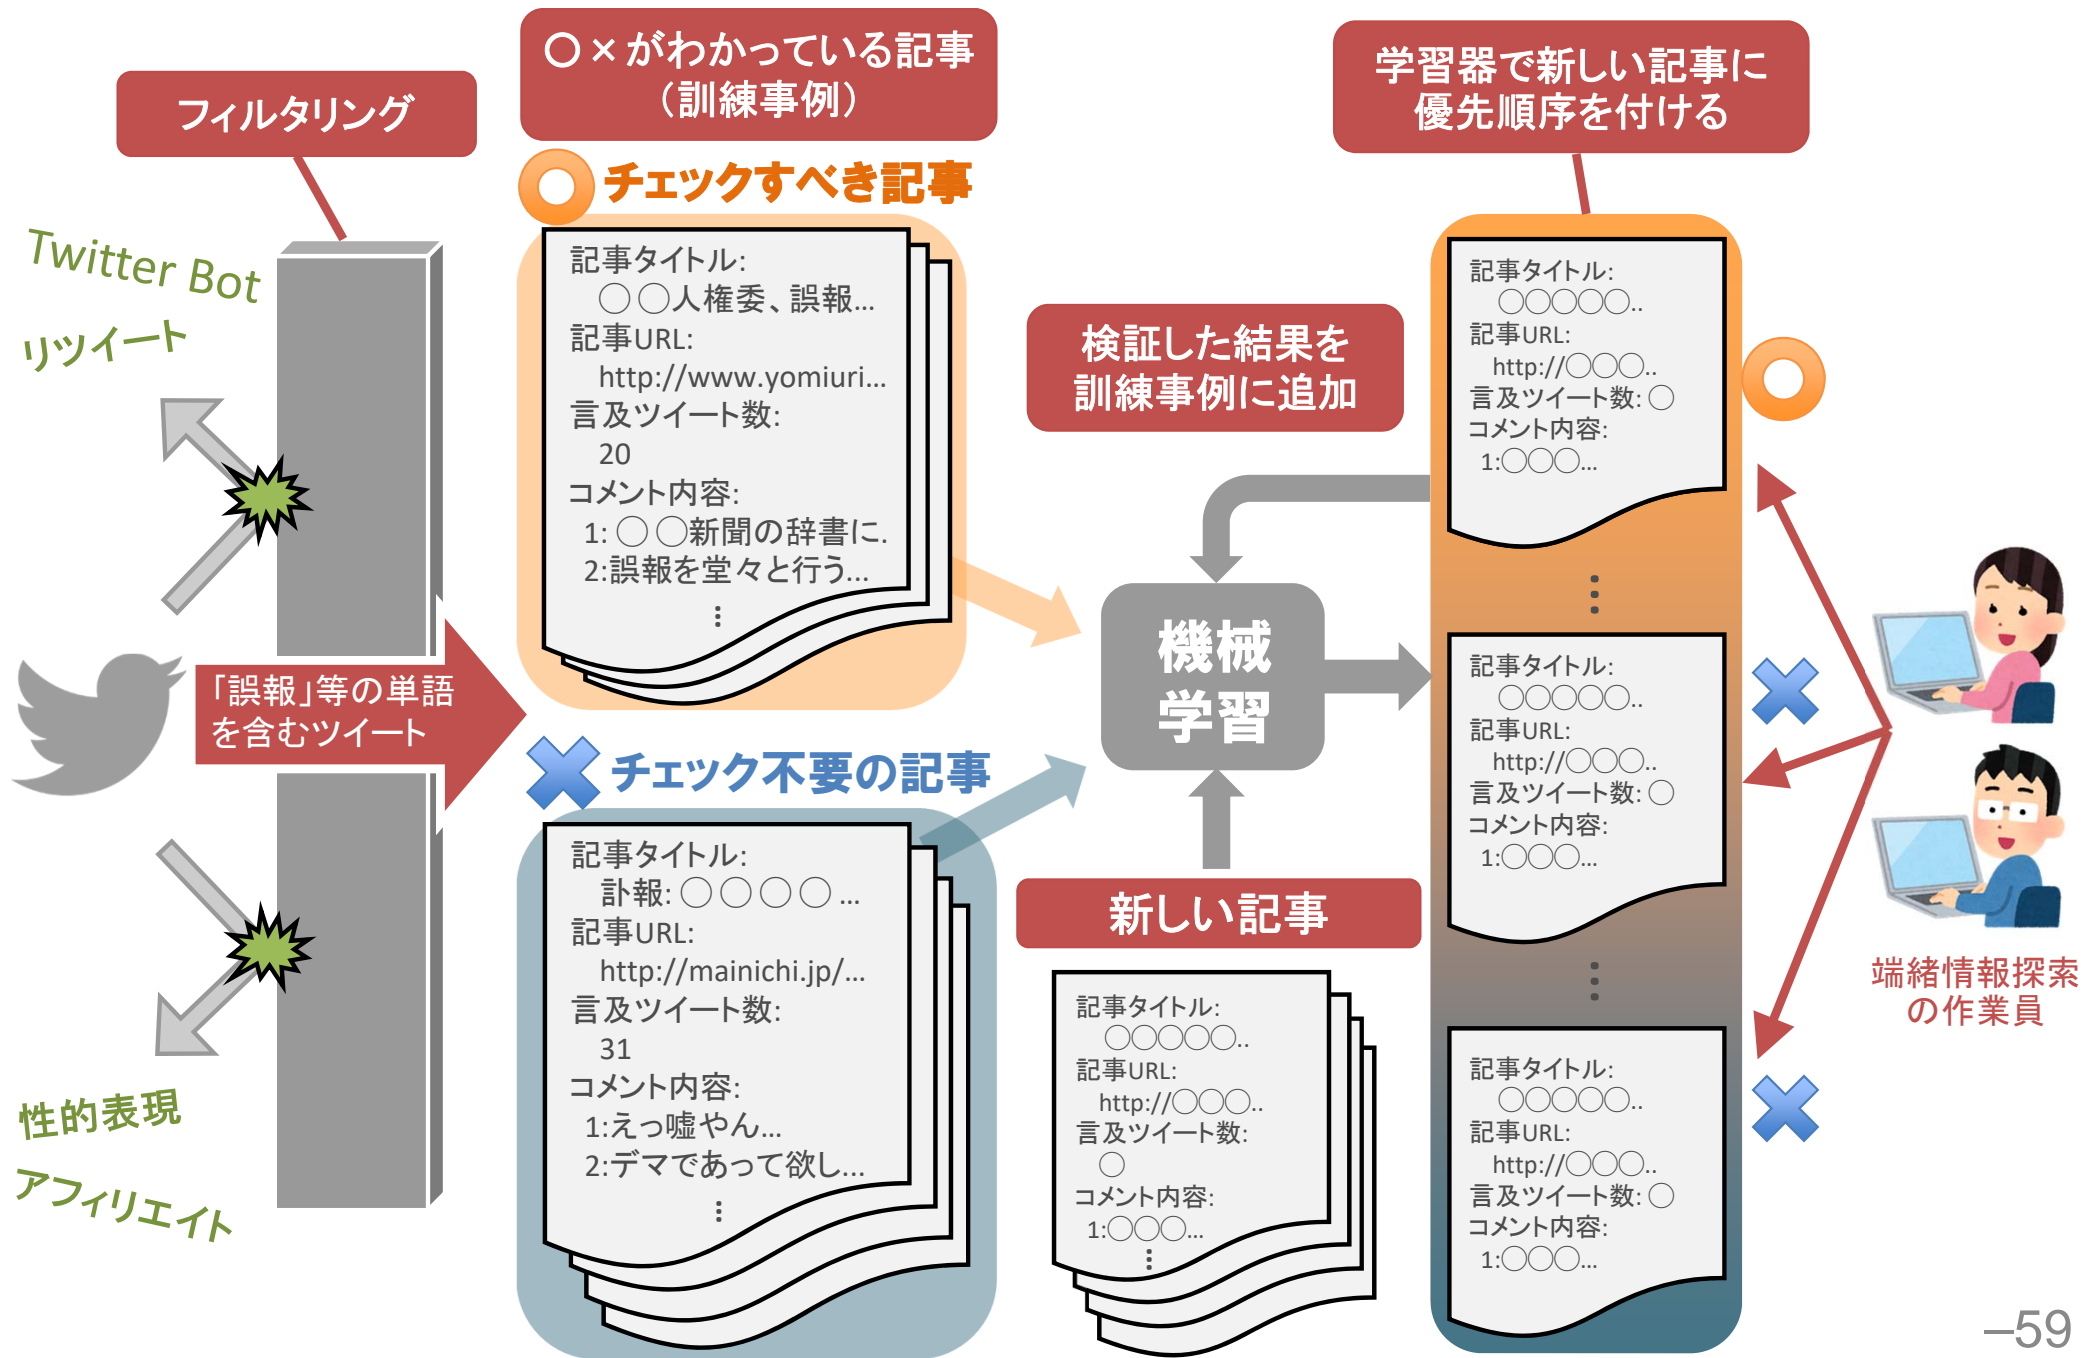 フィルタリング
○×がわかっている記事
（訓練事例）
学習器で新しい記事に
優先順序を付ける
チェックすべき記事
Twitter Bot
リツイート
記事タイトル:
○○人権委、誤報...
記事URL:
http://www.yomiuri...
言及ツイート数:
20
コメント内容:
1:○○新聞の辞書に.
2:誤報を堂々と行う...
⋮
検証した結果を
訓練事例に追加
「誤報」等の単語
を含むツイート
機械
学習
チェック不要の記事
記事タイトル:
訃報:○○○○...
記事URL:
http://mainichi.jp/...
言及ツイート数:
31
コメント内容:
1:えっ嘘やん...
2:デマであって欲し...
⋮
性的表現
アフィリエイト
新しい記事
記事タイトル:
○○○○○..
記事URL:
http://○○○..
言及ツイート数:
○
コメント内容:
1:○○○...
⋮
記事タイトル:
○○○○○..
記事URL:
http://○○○..
言及ツイート数:○
コメント内容:
1:○○○...
⋮
記事タイトル:
○○○○○..
記事URL:
http://○○○..
言及ツイート数:○
コメント内容:
1:○○○...
⋮
記事タイトル:
○○○○○..
記事URL:
http://○○○..
言及ツイート数:○
コメント内容:
1:○○○...
端緒情報探索
の作業員
–59